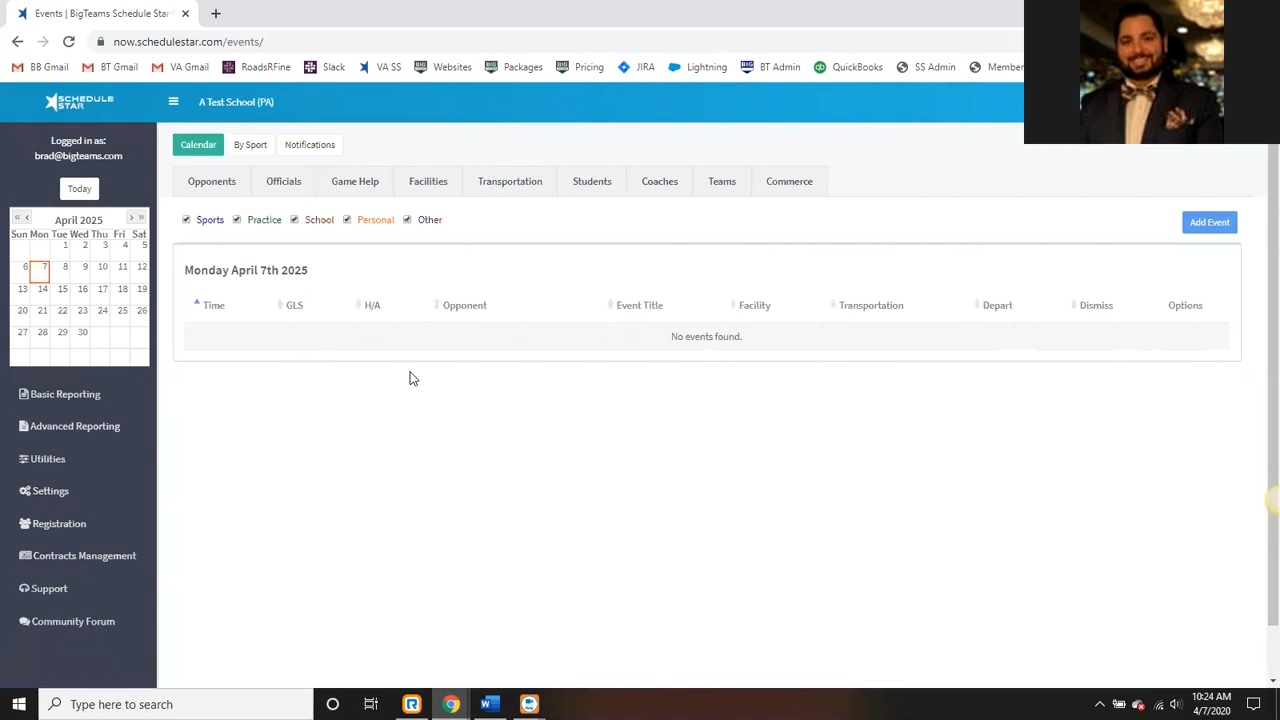 Events | BigTeams Schedule Star
now.schedulestar.com/events/
BB Gmail BT Gmail VA Gmail RoadsRFine Slack VA SS Websites Packages Pricing JIRA Lightning BT Admin QuickBooks SS Admin Member
SCHEDULE STAR
A Test School (PA)
Logged in as:
brad@bigteams.com
Today
« ‹ April 2025 › »
Sun Mon Tue Wed Thu Fri Sat
1 2 3 4 5
6 7 8 9 10 11 12
13 14 15 16 17 18 19
20 21 22 23 24 25 26
27 28 29 30
Basic Reporting
Advanced Reporting
Utilities
Settings
Registration
Contracts Management
Support
Community Forum
Calendar By Sport Notifications
Opponents Officials Game Help Facilities Transportation Students Coaches Teams Commerce
Sports Practice School Personal Other
Add Event
Monday April 7th 2025
Time GLS H/A Opponent Event Title Facility Transportation Depart Dismiss Options
No events found.
Type here to search
10:24 AM
4/7/2020